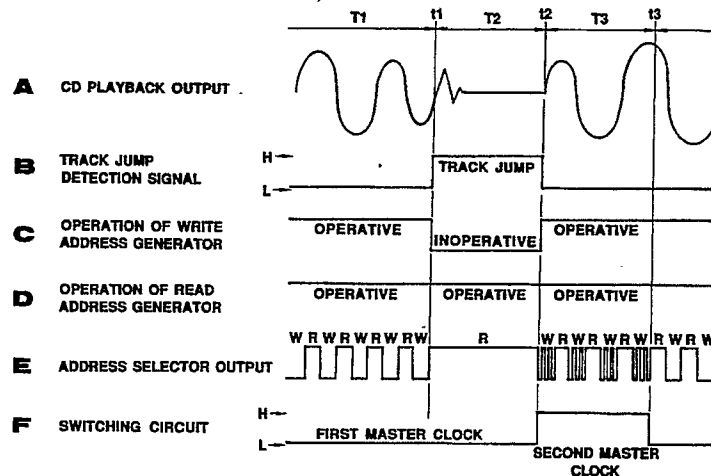 T1 t1 T2 t2 T3 t3
A CD PLAYBACK OUTPUT
H
B TRACK JUMP
DETECTION SIGNAL
TRACK JUMP
L
C OPERATION OF WRITE
ADDRESS GENERATOR
OPERATIVE INOPERATIVE OPERATIVE
D OPERATION OF READ
ADDRESS GENERATOR
OPERATIVE OPERATIVE OPERATIVE
W R W R W R W R W R W R W R W R W R W R W
E ADDRESS SELECTOR OUTPUT
H
F SWITCHING CIRCUIT
L FIRST MASTER CLOCK
SECOND MASTER
CLOCK